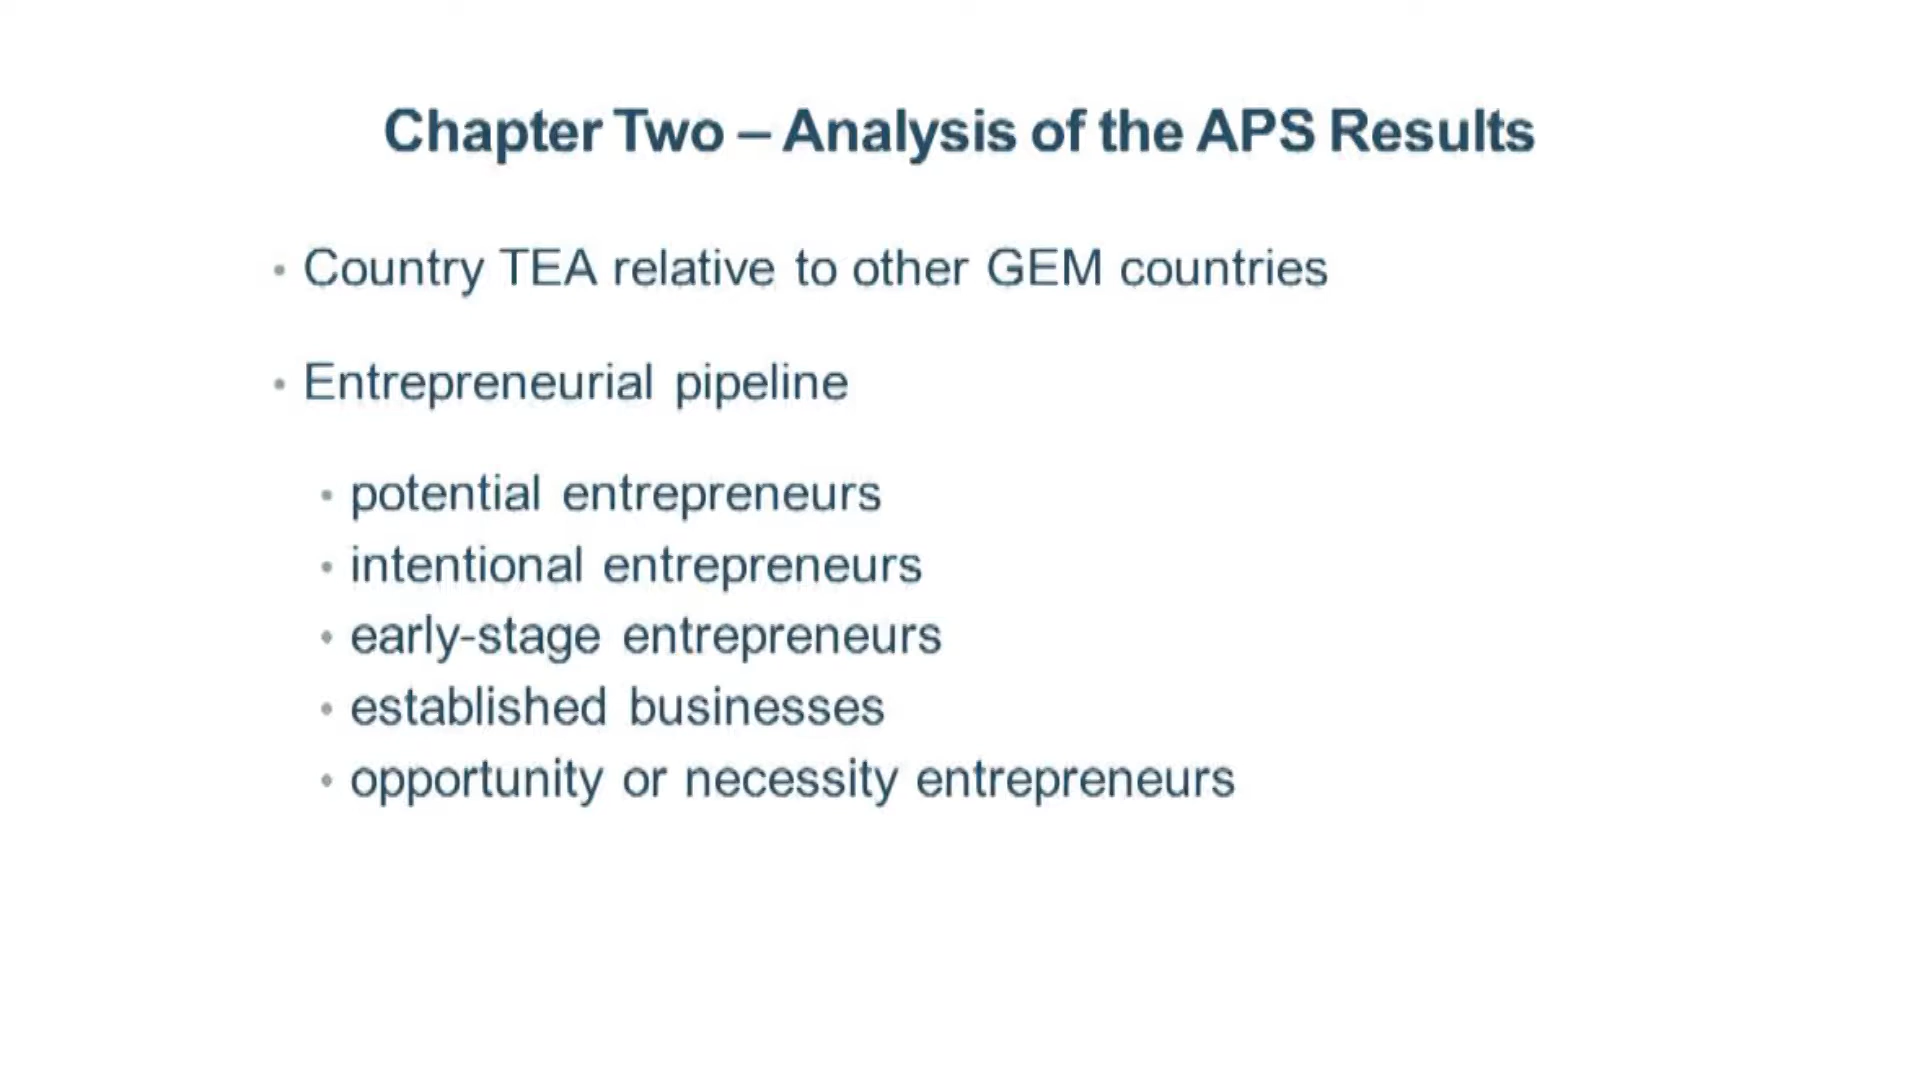 Chapter Two – Analysis of the APS Results
• Country TEA relative to other GEM countries
• Entrepreneurial pipeline
• potential entrepreneurs
• intentional entrepreneurs
• early-stage entrepreneurs
• established businesses
• opportunity or necessity entrepreneurs